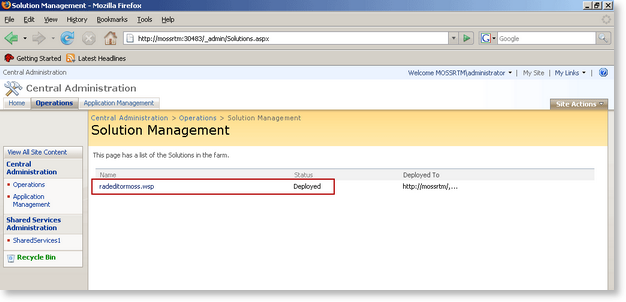 Solution Management - Mozilla Firefox
File Edit View History Bookmarks Tools Help
http://mossrtm:30483/_admin/Solutions.aspx
Google
Getting Started Latest Headlines
Central Administration
Welcome MOSSRTM\administrator My Site My Links
Central Administration
Home Operations Application Management
Site Actions
Central Administration > Operations > Solution Management
Solution Management
View All Site Content
Central Administration
Operations
Application Management
Shared Services Administration
SharedServices1
Recycle Bin
This page has a list of the Solutions in the farm.
Name Status Deployed To
radeditormoss.wsp Deployed http://mossrtm/,...